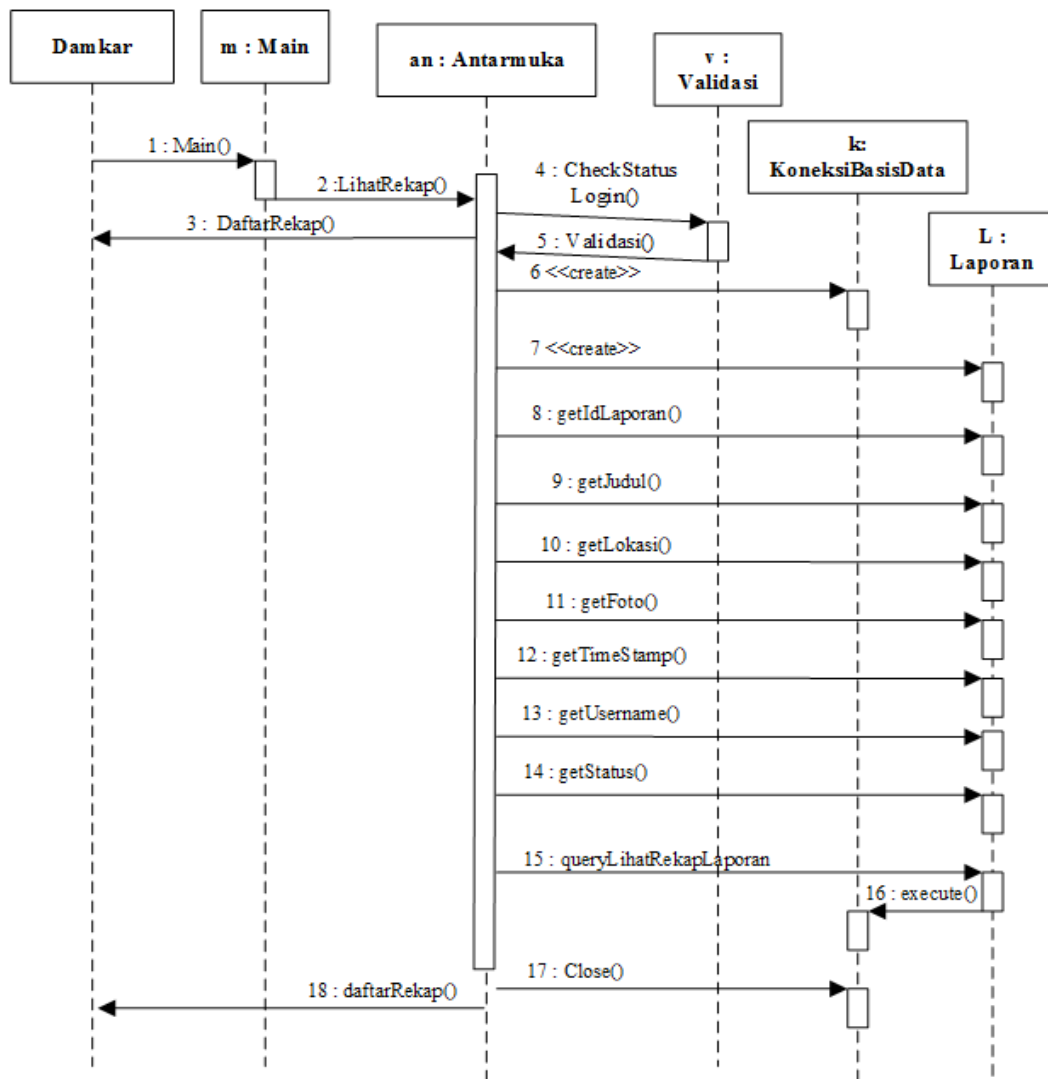 Damkar
m : Main
an : Antarmuka
v :
Validasi
k:
KoneksiBasisData
L :
Laporan
1 : Main()
2 :LihatRekap()
3 : DaftarRekap()
4 : CheckStatus
Login()
5 : Validasi()
6 <<create>>
7 <<create>>
8 : getIdLaporan()
9 : getJudul()
10 : getLokasi()
11 : getFoto()
12 : getTimeStamp()
13 : getUsername()
14 : getStatus()
15 : queryLihatRekapLaporan
16 : execute()
17 : Close()
18 : daftarRekap()